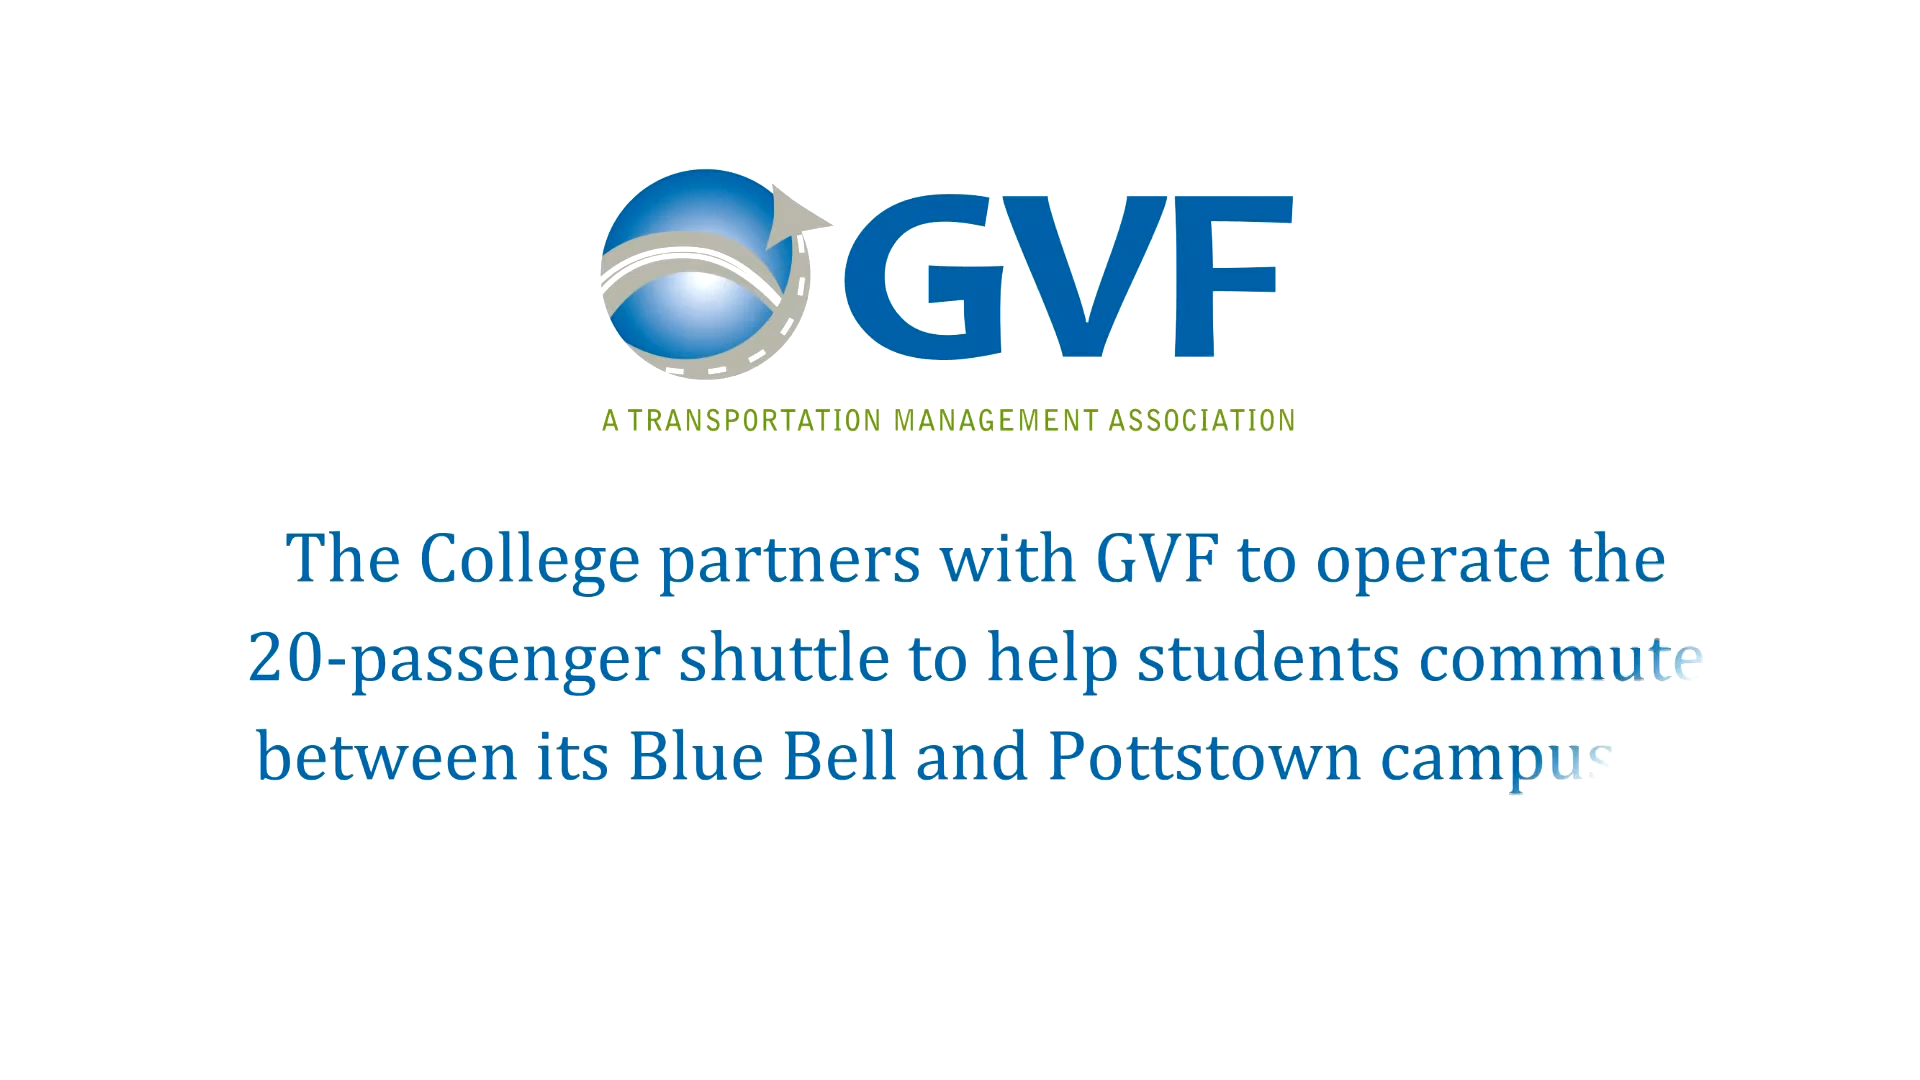 GVF
A TRANSPORTATION MANAGEMENT ASSOCIATION
The College partners with GVF to operate the
20-passenger shuttle to help students commute
between its Blue Bell and Pottstown campus